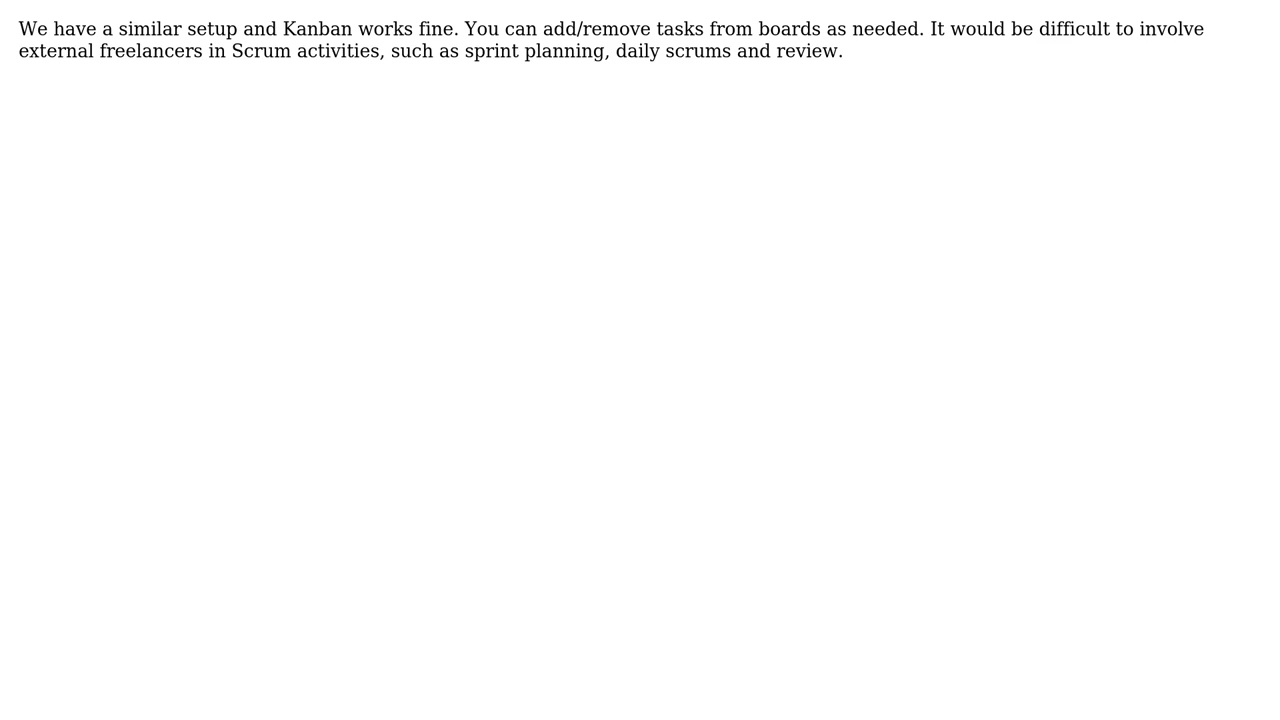 We have a similar setup and Kanban works fine. You can add/remove tasks from boards as needed. It would be difficult to involve
external freelancers in Scrum activities, such as sprint planning, daily scrums and review.